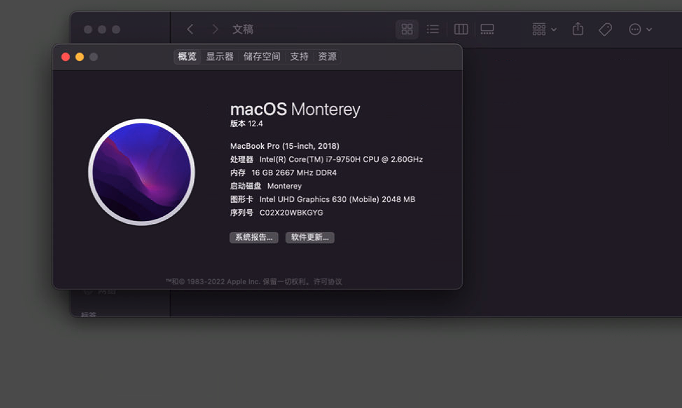 文稿
概览 显示器 储存空间 支持 资源
macOS Monterey
版本 12.4
MacBook Pro (15-inch, 2018)
处理器 Intel(R) Core(TM) i7-9750H CPU @ 2.60GHz
内存 16 GB 2667 MHz DDR4
启动磁盘 Monterey
图形卡 Intel UHD Graphics 630 (Mobile) 2048 MB
序列号 C02X20WBKGYG
系统报告... 软件更新...
™和© 1983-2022 Apple Inc. 保留一切权利。许可协议
标签